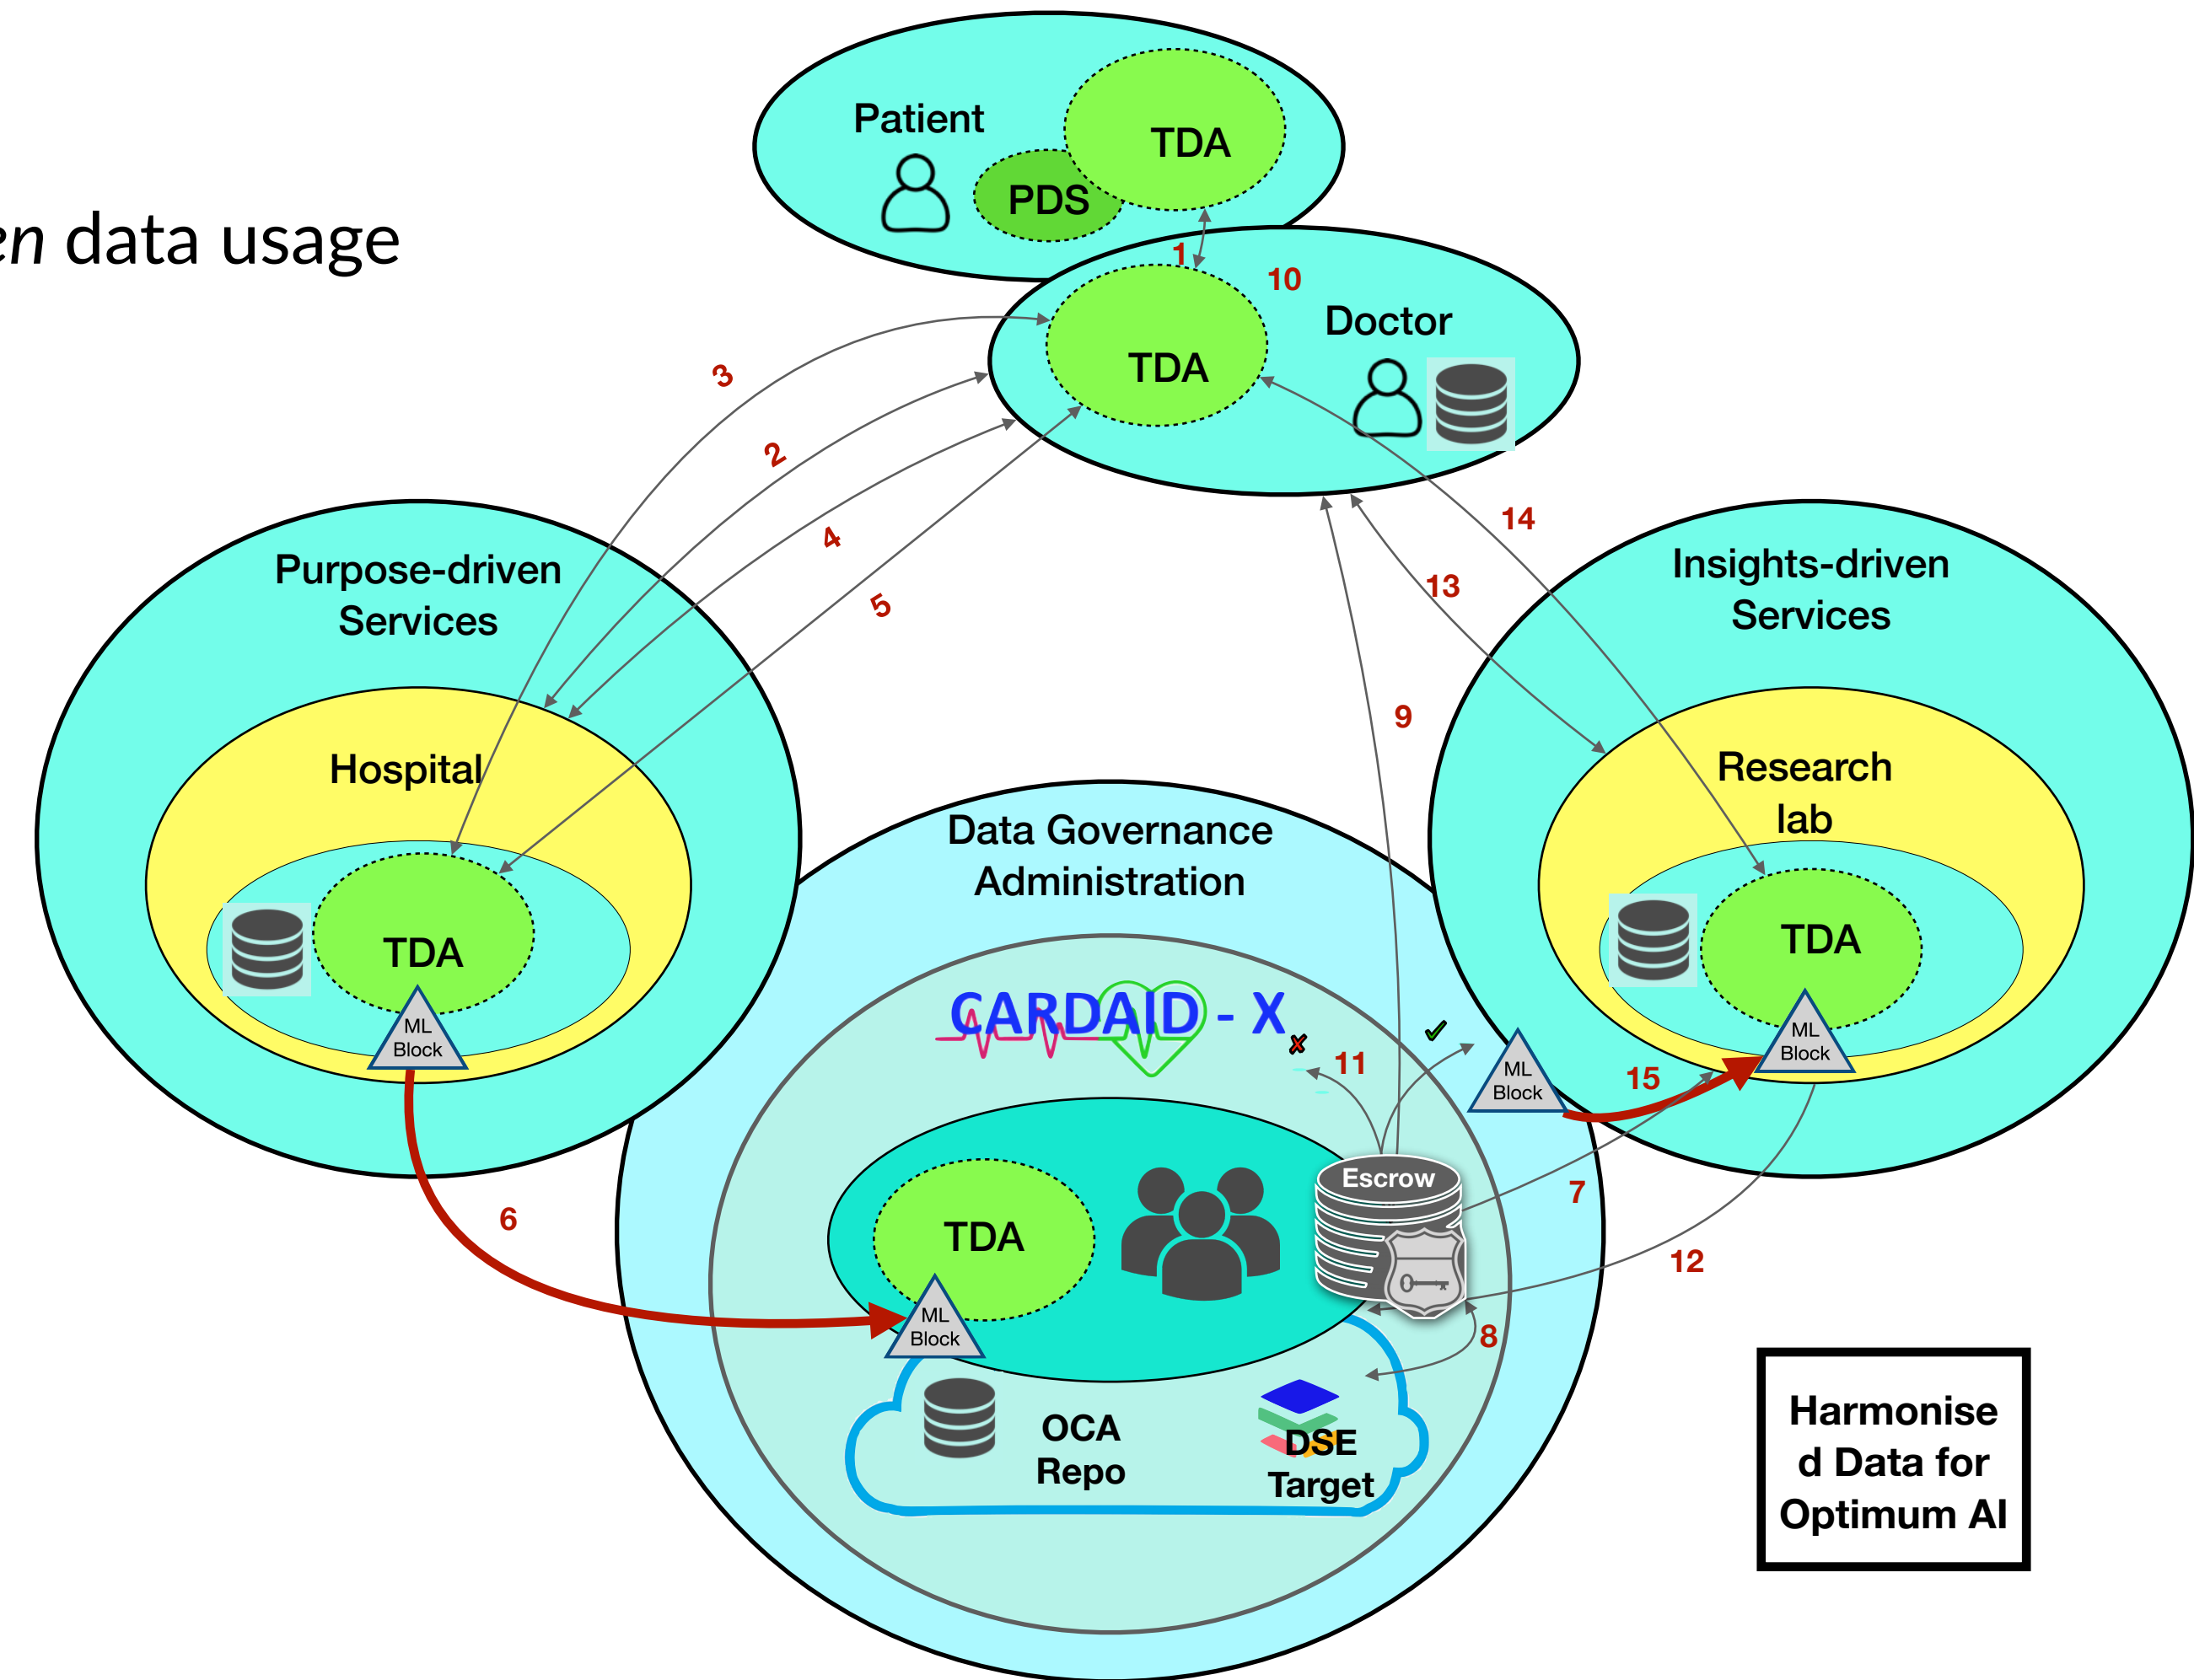 Patient
TDA
PDS
en data usage
1
10
Doctor
TDA
3
2
4
5
14
13
9
Purpose-driven
Services
Hospital
TDA
ML
Block
Insights-driven
Services
Research
lab
TDA
ML
Block
Data Governance
Administration
CARDAID - X
11
ML
Block
15
Escrow
7
6
TDA
12
ML
Block
8
OCA
Repo
DSE
Target
Harmonise
d Data for
Optimum AI